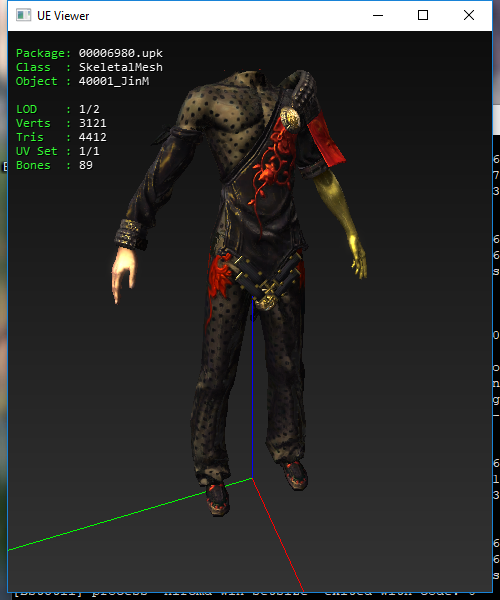 UE Viewer
Package: 00006980.upk
Class : SkeletalMesh
Object : 40001_JinM
LOD : 1/2
Verts : 3121
Tris : 4412
UV Set : 1/1
Bones : 89